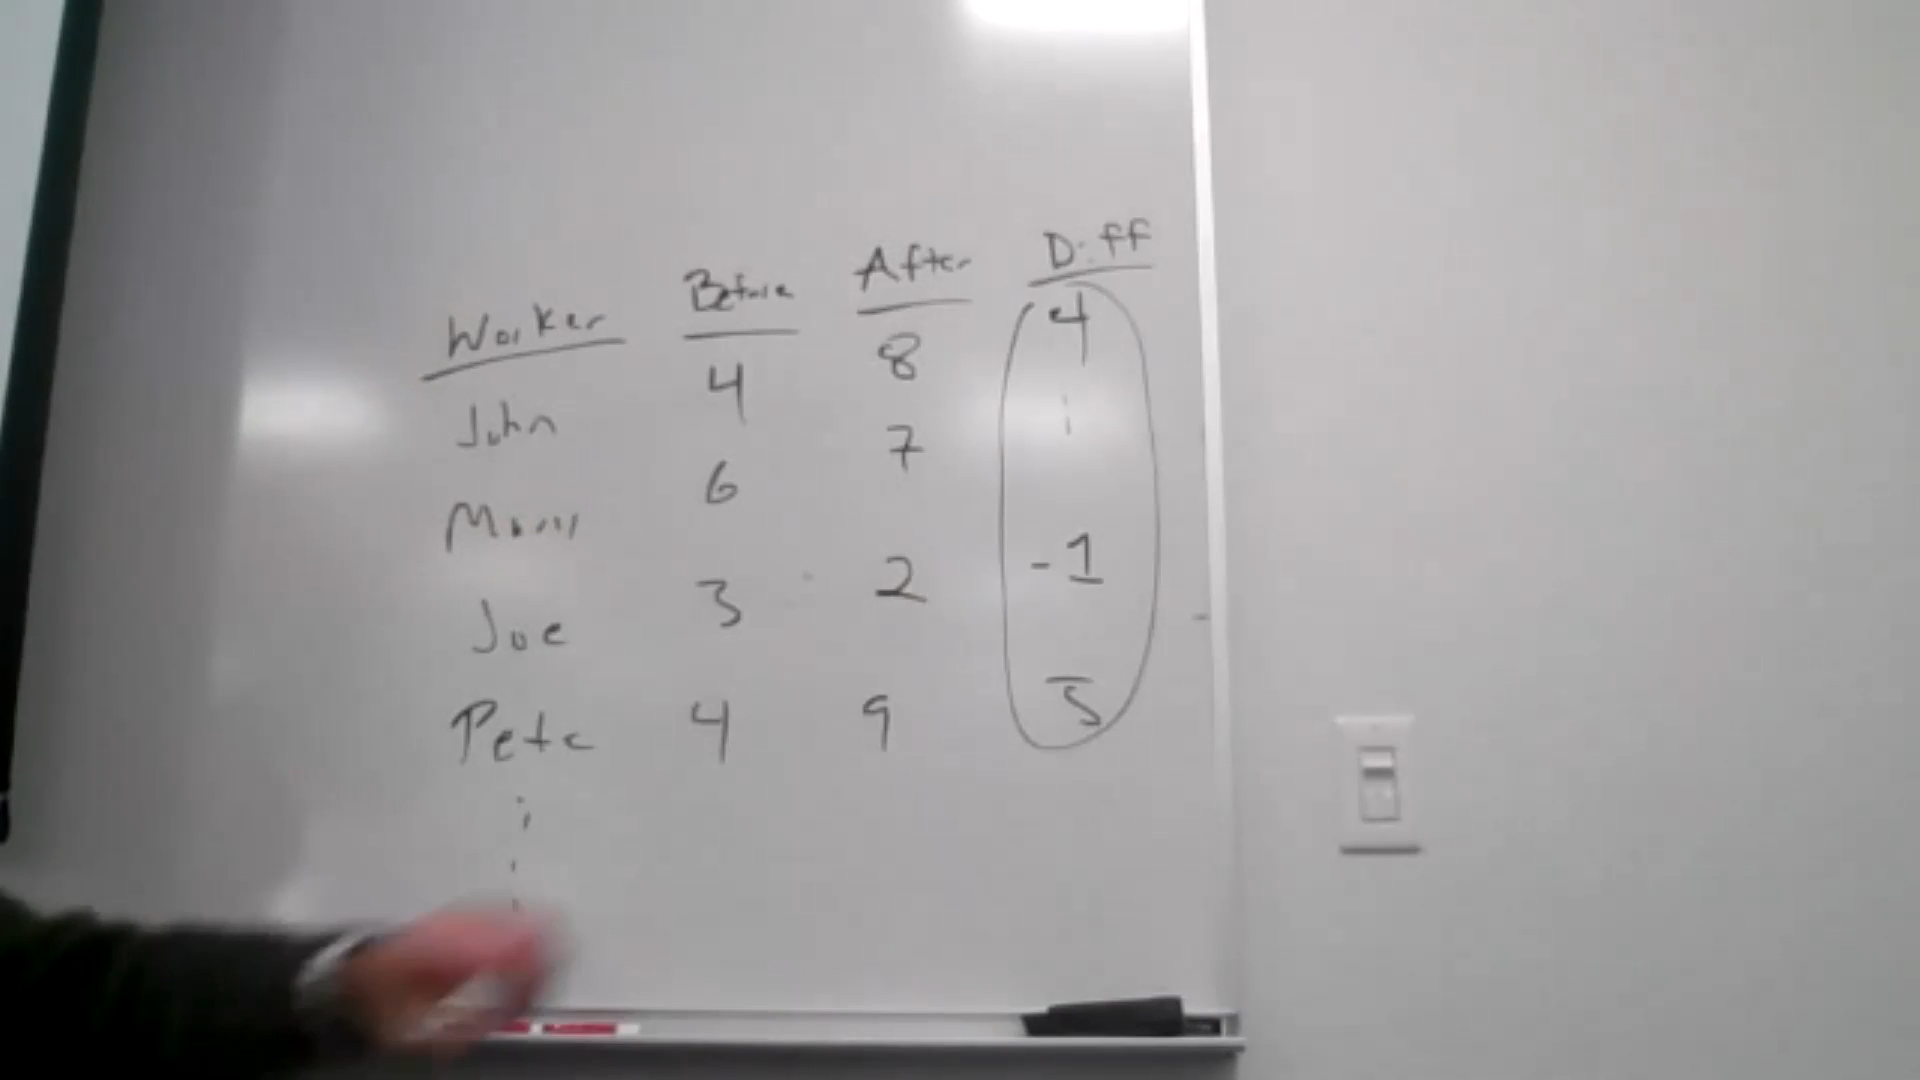 Worker Before After Diff
John 4 8 4
Mary 6 7 1
Joe 3 2 -1
Pete 4 9 5